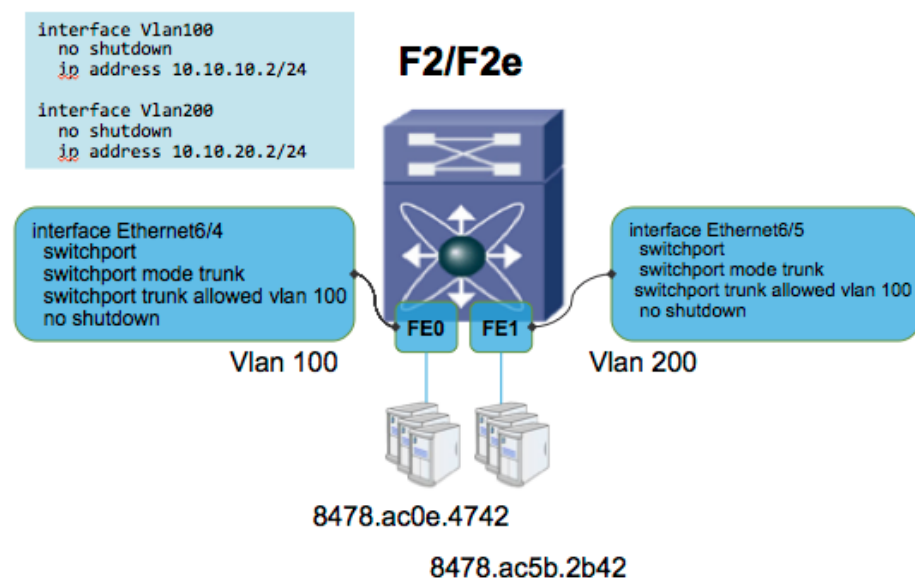 interface Vlan100
no shutdown
ip address 10.10.10.2/24
interface Vlan200
no shutdown
ip address 10.10.20.2/24
F2/F2e
interface Ethernet6/4
switchport
switchport mode trunk
switchport trunk allowed vlan 100
no shutdown
interface Ethernet6/5
switchport
switchport mode trunk
switchport trunk allowed vlan 100
no shutdown
FE0
FE1
Vlan 100
Vlan 200
8478.ac0e.4742
8478.ac5b.2b42